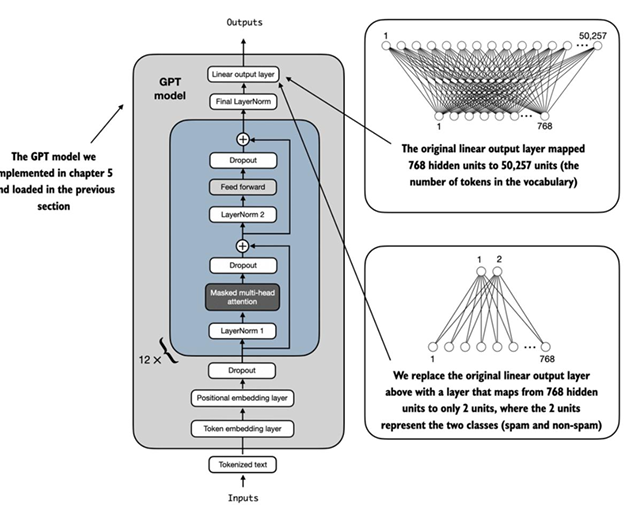 Outputs
GPT
model
Linear output layer
Final LayerNorm
Dropout
Feed forward
LayerNorm 2
Dropout
Masked multi-head
attention
LayerNorm 1
12 ×
Dropout
Positional embedding layer
Token embedding layer
Tokenized text
Inputs
The GPT model we
mplemented in chapter 5
nd loaded in the previous
section
1
50,257
1
768
The original linear output layer mapped
768 hidden units to 50,257 units (the
number of tokens in the vocabulary)
1 2
1
768
We replace the original linear output layer
above with a layer that maps from 768 hidden
units to only 2 units, where the 2 units
represent the two classes (spam and non-spam)